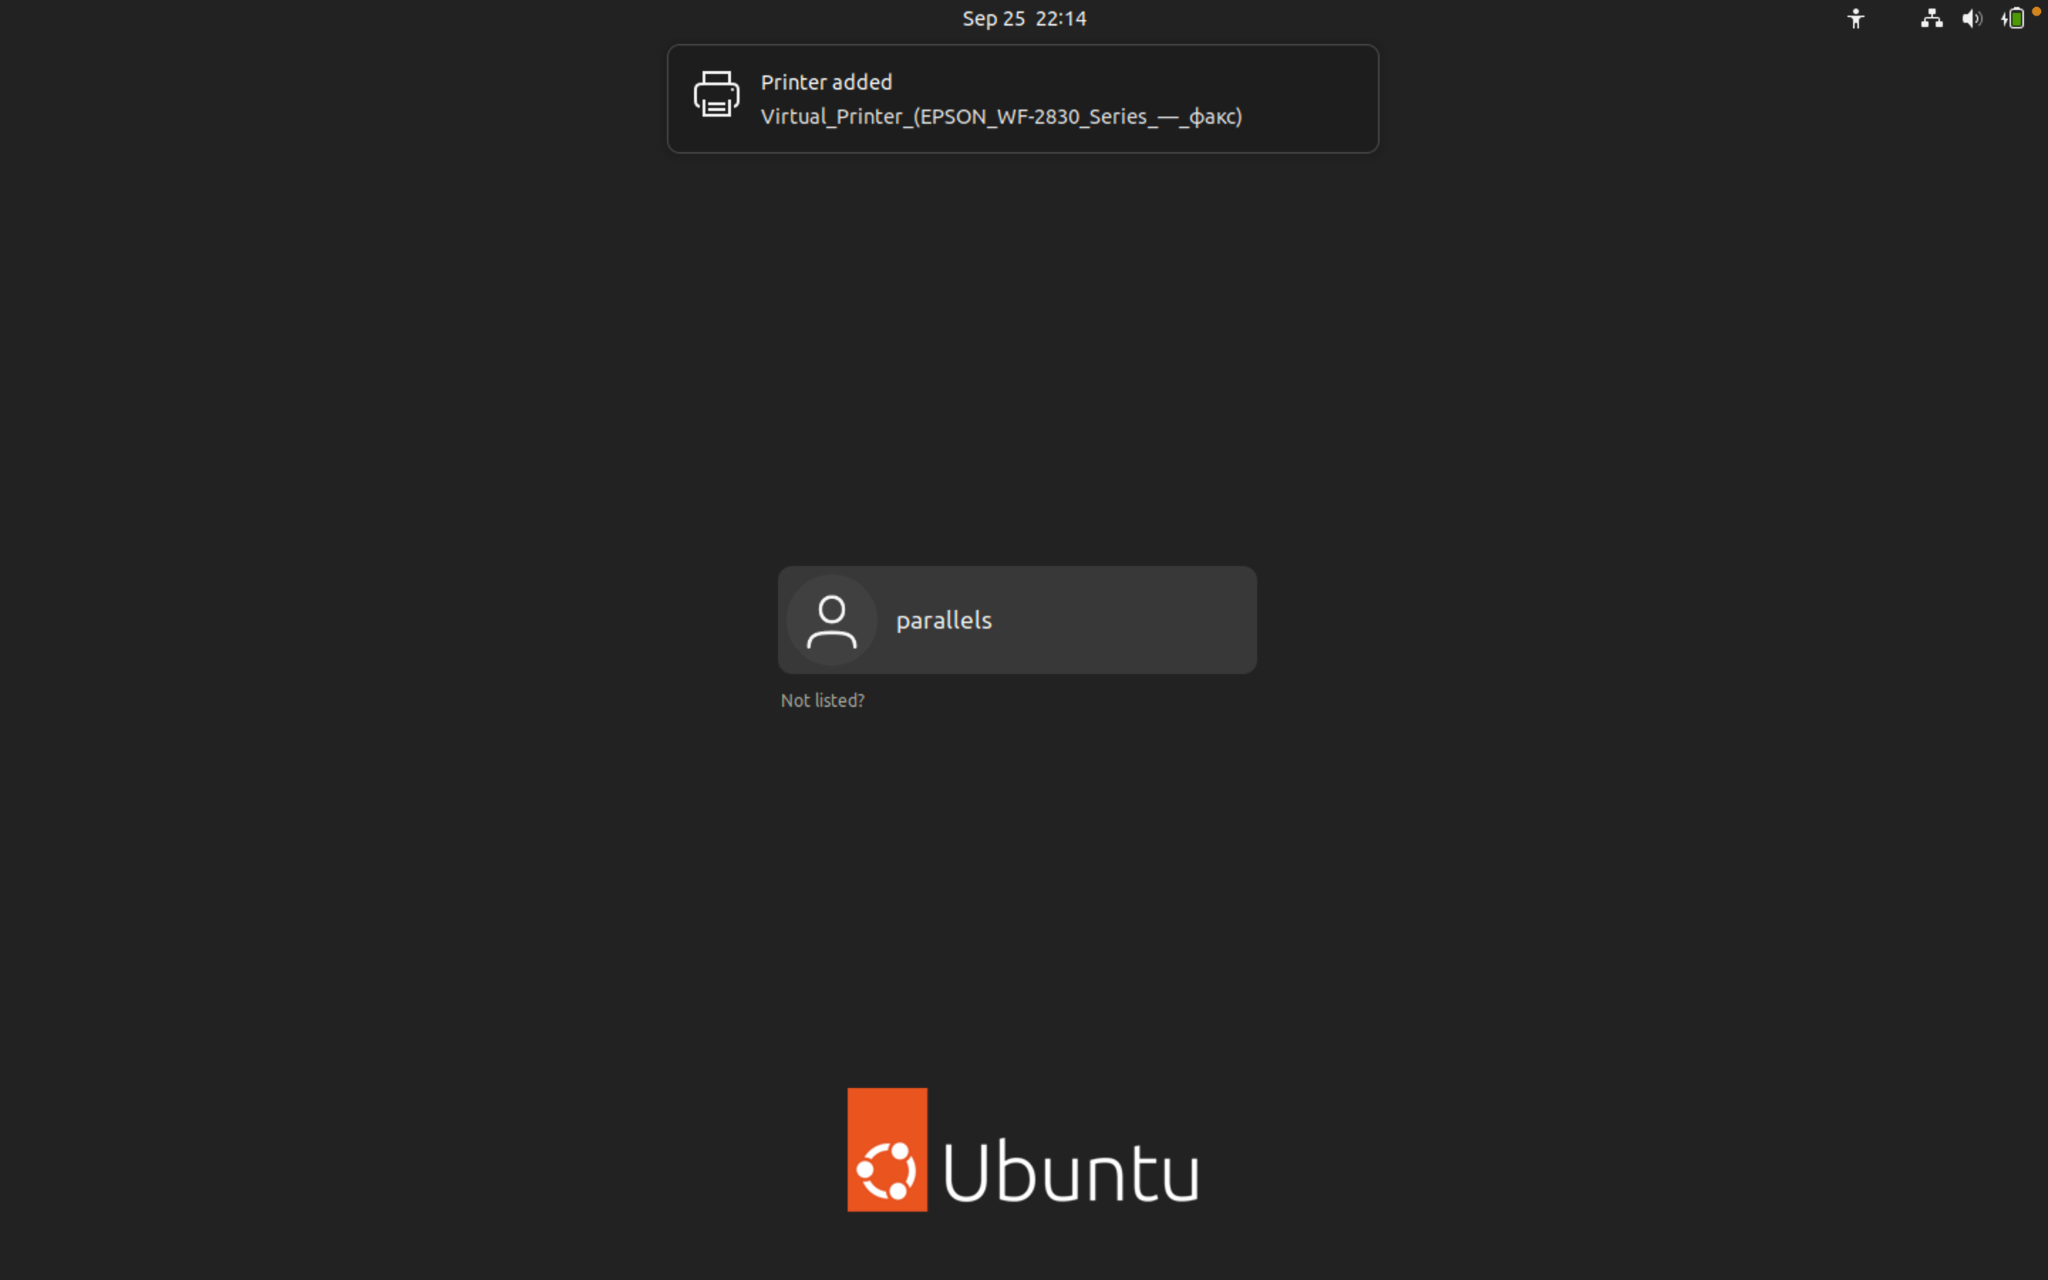 Sep 25  22:14
Printer added
Virtual_Printer_(EPSON_WF-2830_Series_—_факс)
parallels
Not listed?
Ubuntu